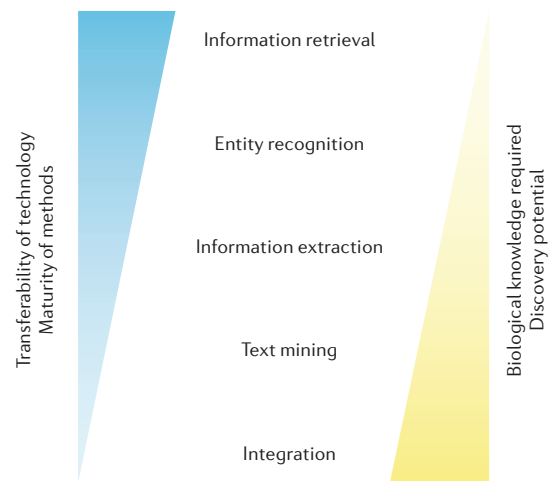 Information retrieval
Entity recognition
Information extraction
Text mining
Integration
Transferability of technology
Maturity of methods
Biological knowledge required
Discovery potential